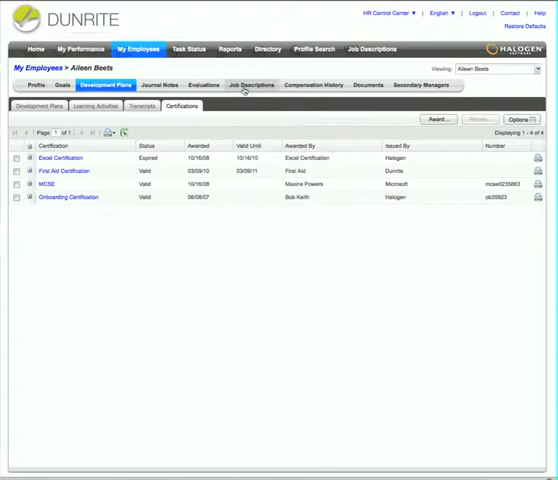 DUNRITE
HR Control Center ▼ | English ▼ | Logout | Contact | Help
Restore Defaults
Home My Performance My Employees Task Status Reports Directory Profile Search Job Descriptions HALOGEN SOFTWARE
My Employees > Aileen Beets Viewing: Aileen Beets
Profile Goals Development Plans Journal Notes Evaluations Job Descriptions Compensation History Documents Secondary Managers
Development Plans Learning Activities Transcripts Certifications
Award... Options
Page 1 of 1 Displaying 1 - 4 of 4
Certification Status Awarded Valid Until Awarded By Issued By Number
Excel Certification Expired 10/16/08 10/16/10 Excel Certification Halogen
First Aid Certification Valid 03/09/10 03/09/11 First Aid Dunrite
MCSE Valid 10/16/08 Maxine Powers Microsoft mcse0235863
Onboarding Certification Valid 06/08/07 Bob Keith Halogen ob35923